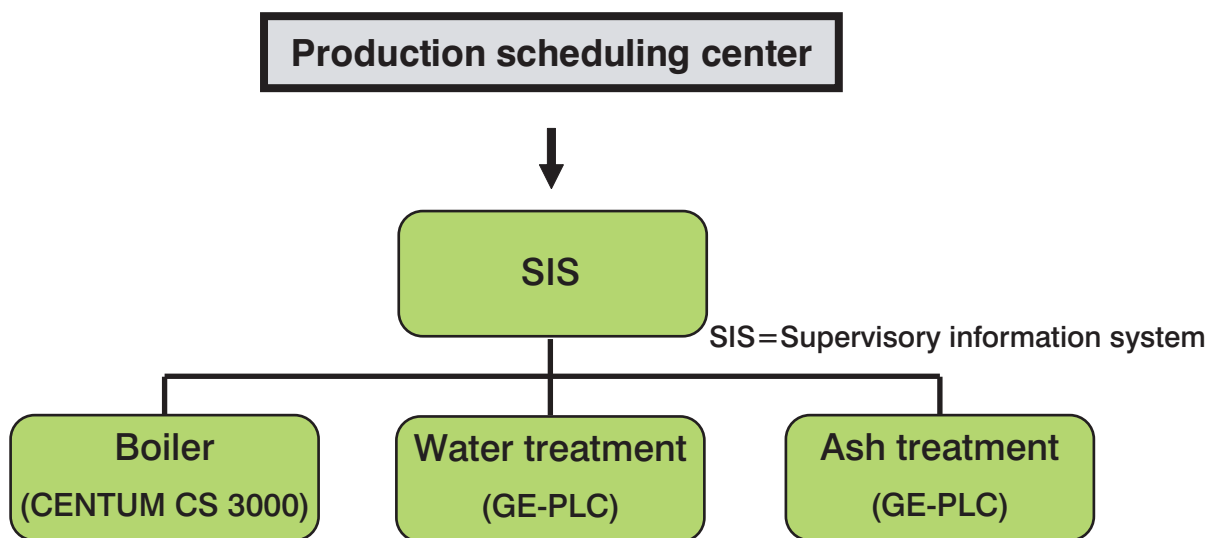 Production scheduling center
SIS
SIS=Supervisory information system
Boiler
(CENTUM CS 3000)
Water treatment
(GE-PLC)
Ash treatment
(GE-PLC)